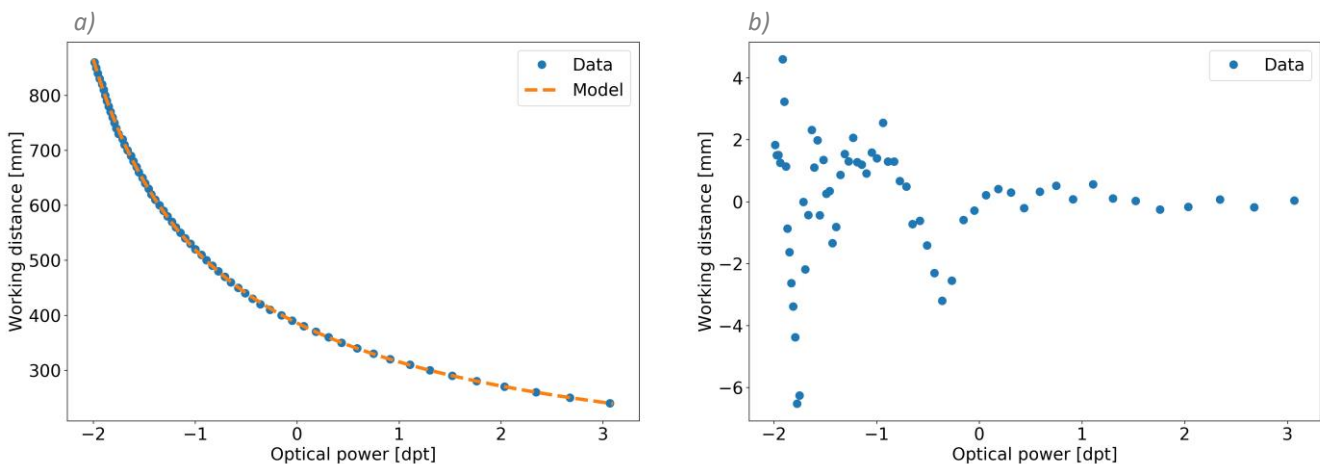 a)
Data
Model
Working distance [mm]
800
700
600
500
400
300
−2
−1
0
1
2
3
Optical power [dpt]
b)
Data
Working distance [mm]
4
2
0
−2
−4
−6
−2
−1
0
1
2
3
Optical power [dpt]